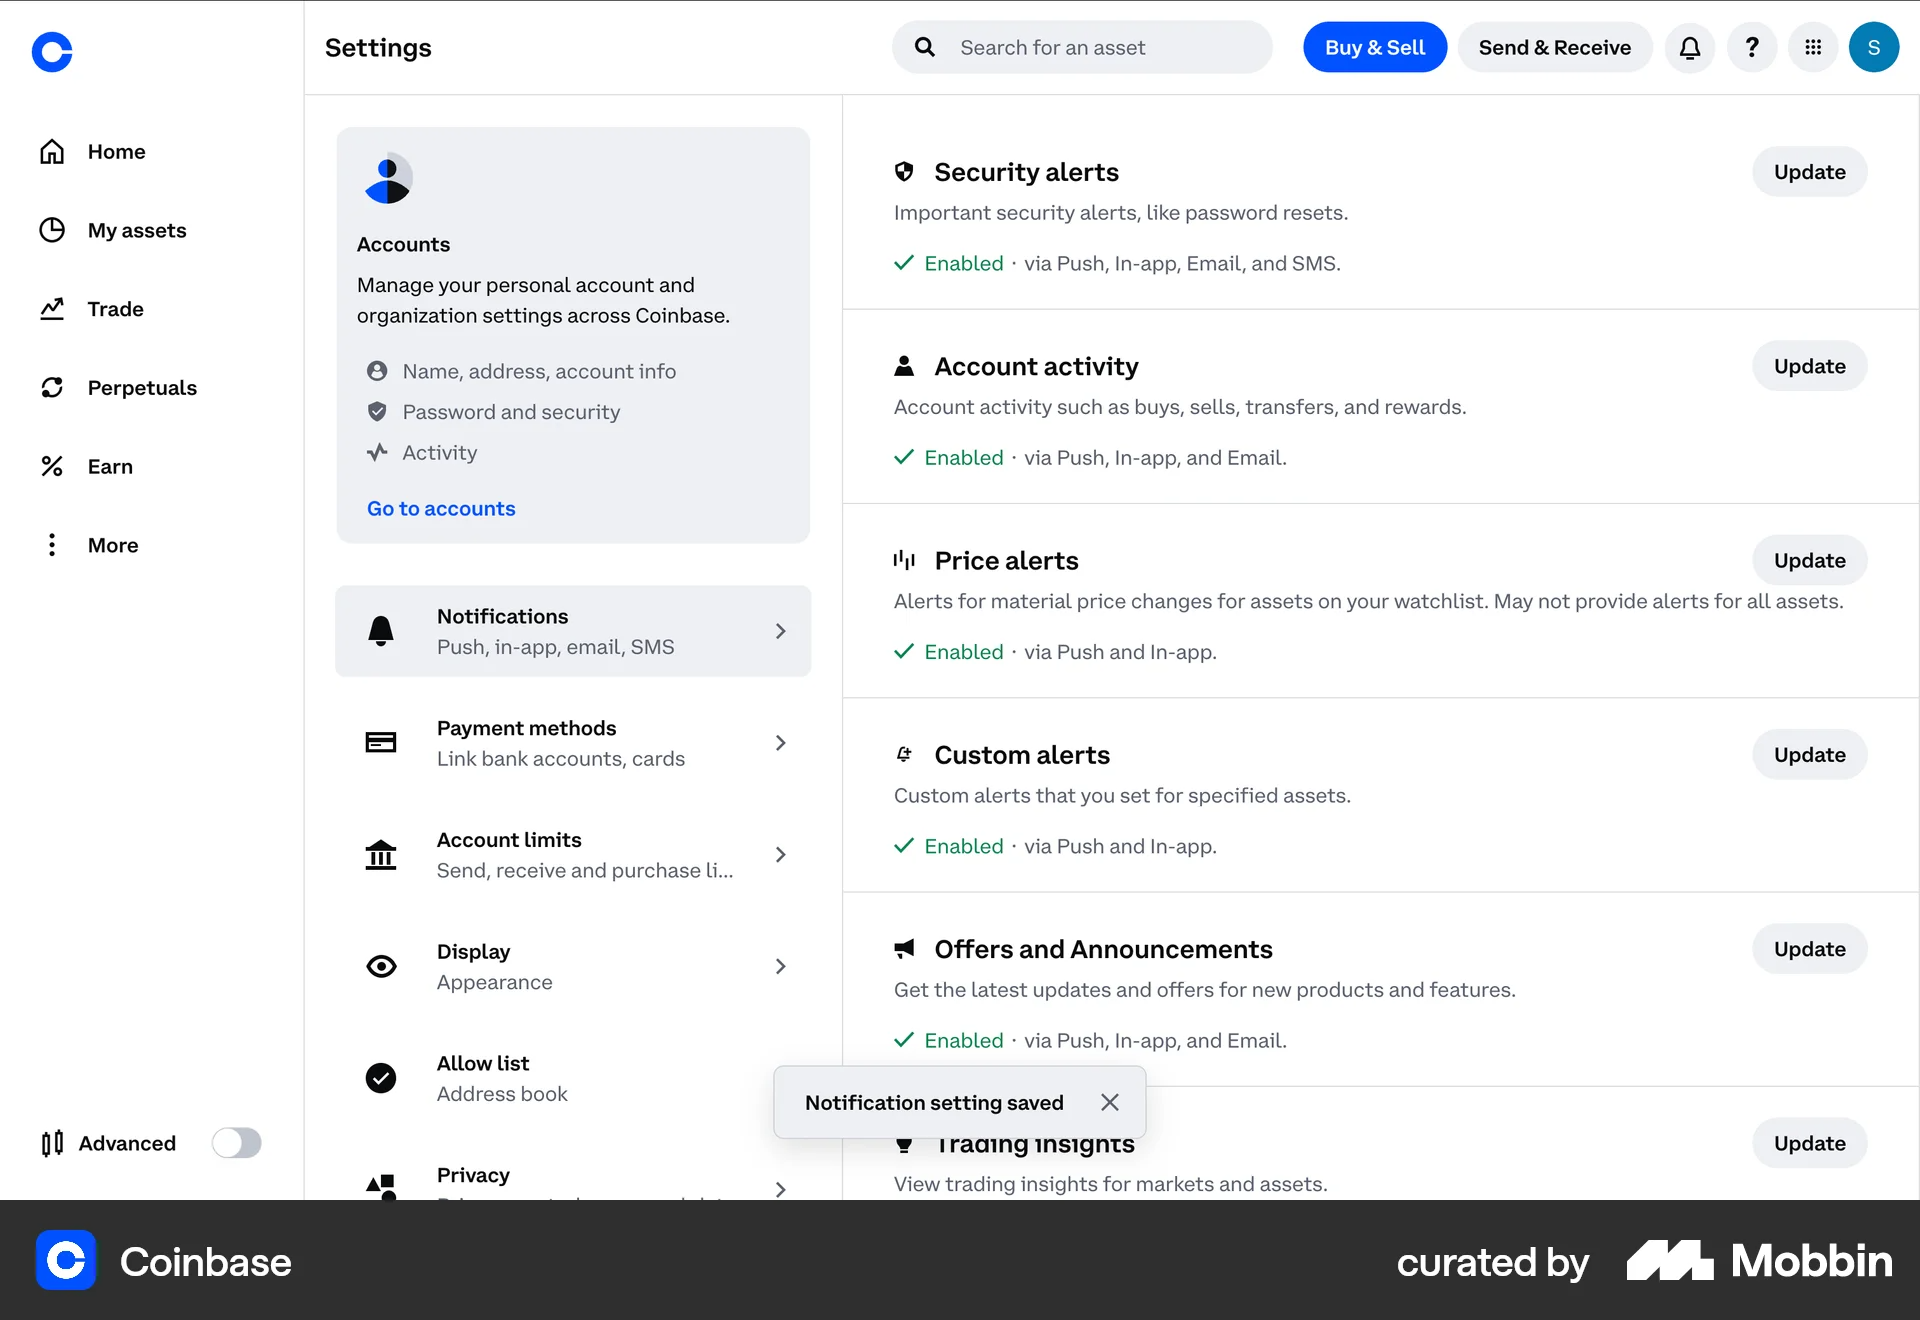 Settings
Search for an asset
Buy & Sell
Send & Receive
?
S
Home
My assets
Trade
Perpetuals
Earn
More
Advanced
Accounts
Manage your personal account and
organization settings across Coinbase.
Name, address, account info
Password and security
Activity
Go to accounts
Notifications
Push, in-app, email, SMS
Payment methods
Link bank accounts, cards
Account limits
Send, receive and purchase li...
Display
Appearance
Allow list
Address book
Privacy
Security alerts
Update
Important security alerts, like password resets.
Enabled · via Push, In-app, Email, and SMS.
Account activity
Update
Account activity such as buys, sells, transfers, and rewards.
Enabled · via Push, In-app, and Email.
Price alerts
Update
Alerts for material price changes for assets on your watchlist. May not provide alerts for all assets.
Enabled · via Push and In-app.
Custom alerts
Update
Custom alerts that you set for specified assets.
Enabled · via Push and In-app.
Offers and Announcements
Update
Get the latest updates and offers for new products and features.
Enabled · via Push, In-app, and Email.
Notification setting saved
Trading insights
Update
View trading insights for markets and assets.
Coinbase
curated by Mobbin